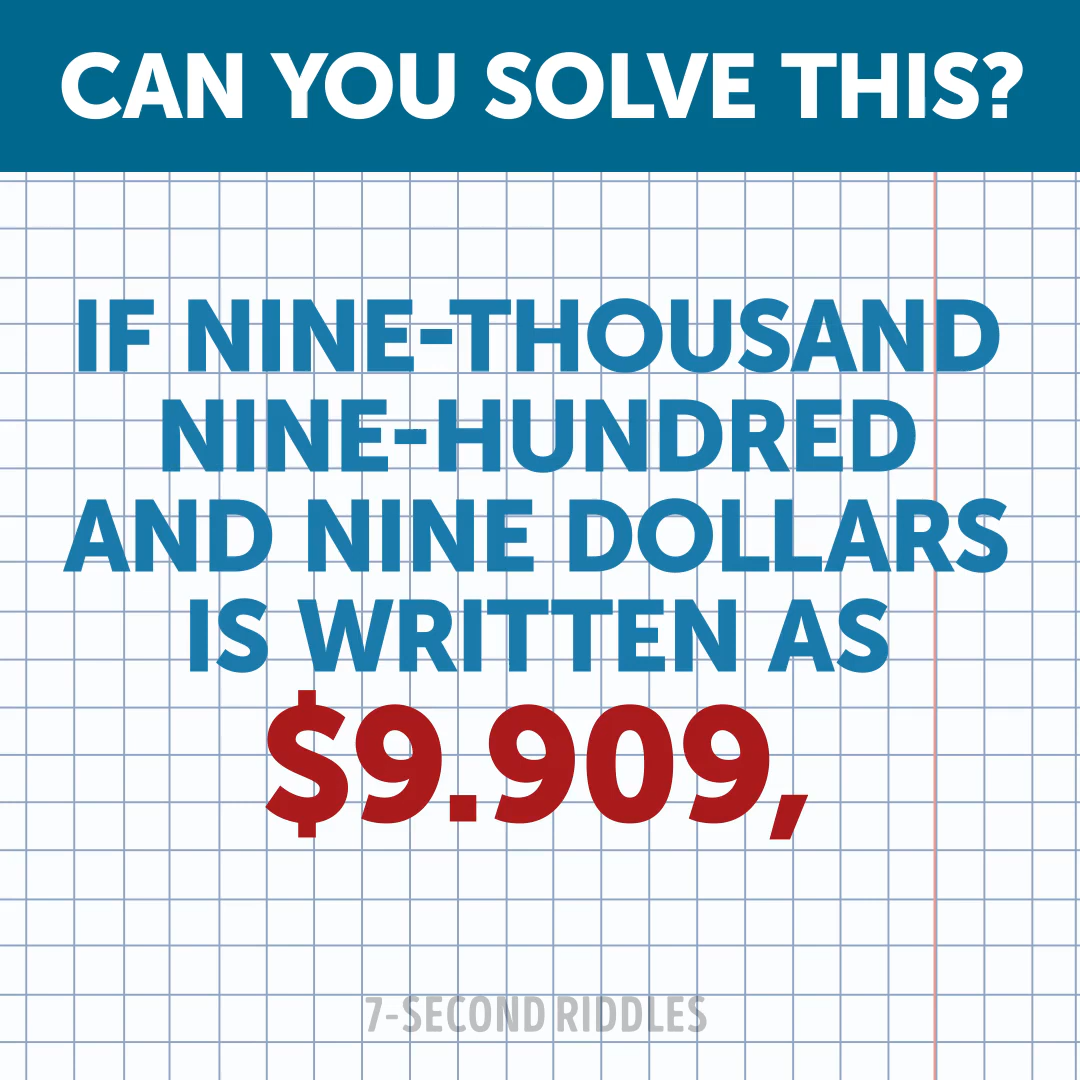 CAN YOU SOLVE THIS?
IF NINE-THOUSAND
NINE-HUNDRED
AND NINE DOLLARS
IS WRITTEN AS
$9.909,
7-SECOND RIDDLES